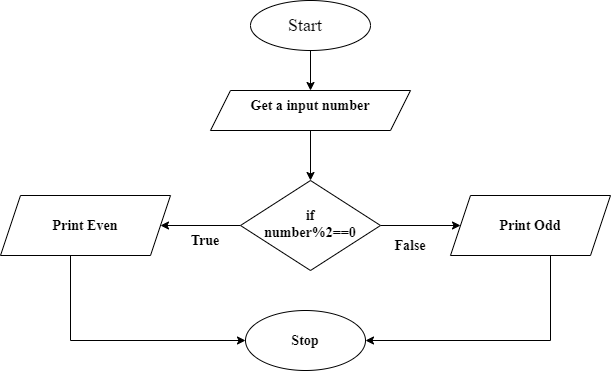 Start
Get a input number
if
number%2==0
True
False
Print Even
Print Odd
Stop